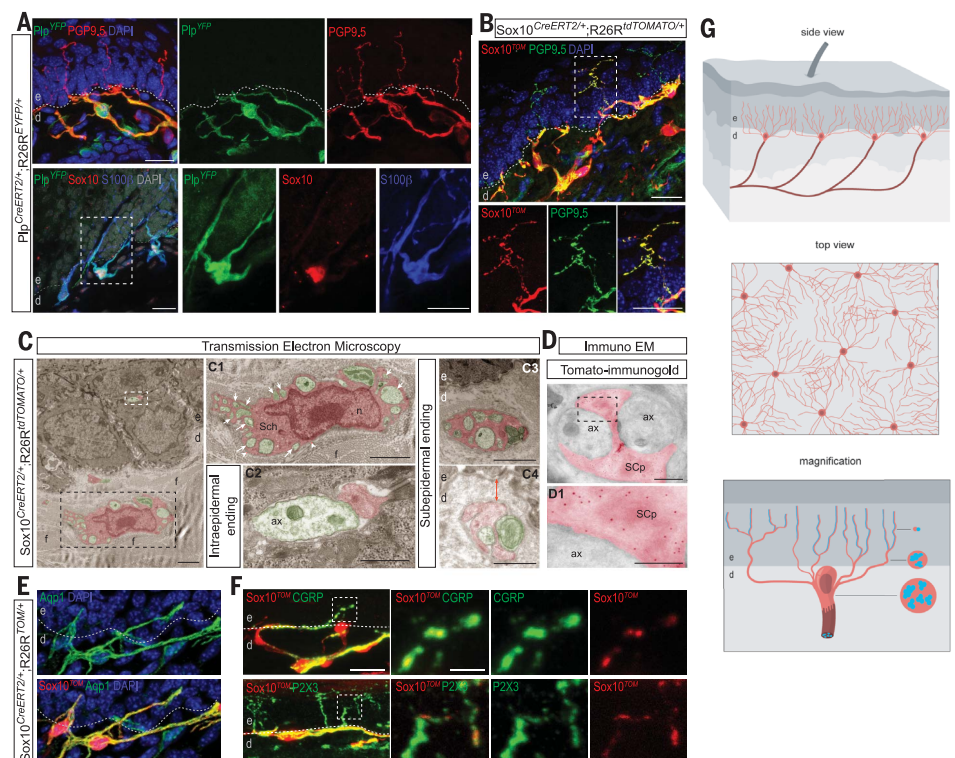 A
Plp^CreERT2/+;R26R^EYFP/+
Plp^YFP PGP9.5 DAPI
Plp^YFP
PGP9.5
e
d
Plp^YFP Sox10 S100β DAPI
Plp^YFP
Sox10
S100β
e
d
B
Sox10^CreERT2/+;R26R^tdTOMATO/+
Sox10^TOM PGP9.5 DAPI
e
d
Sox10^TOM
PGP9.5
C
Transmission Electron Microscopy
Sox10^CreERT2/+;R26R^tdTOMATO/+
e
d
f
f
f
C1
Sch
n
f
Intraepidermal
ending
C2
ax
Subepidermal ending
C3
e
d
C4
e
d
D
Immuno EM
Tomato-immunogold
ax
ax
SCp
D1
SCp
ax
E
Sox10^CreERT2/+;R26R^TOM/+
Aqp1 DAPI
e
d
Sox10^TOM Aqp1 DAPI
F
Sox10^TOM CGRP
e
d
Sox10^TOM CGRP
CGRP
Sox10^TOM
Sox10^TOM P2X3
e
d
Sox10^TOM P2X3
P2X3
Sox10^TOM
G
side view
e
d
top view
magnification
e
d